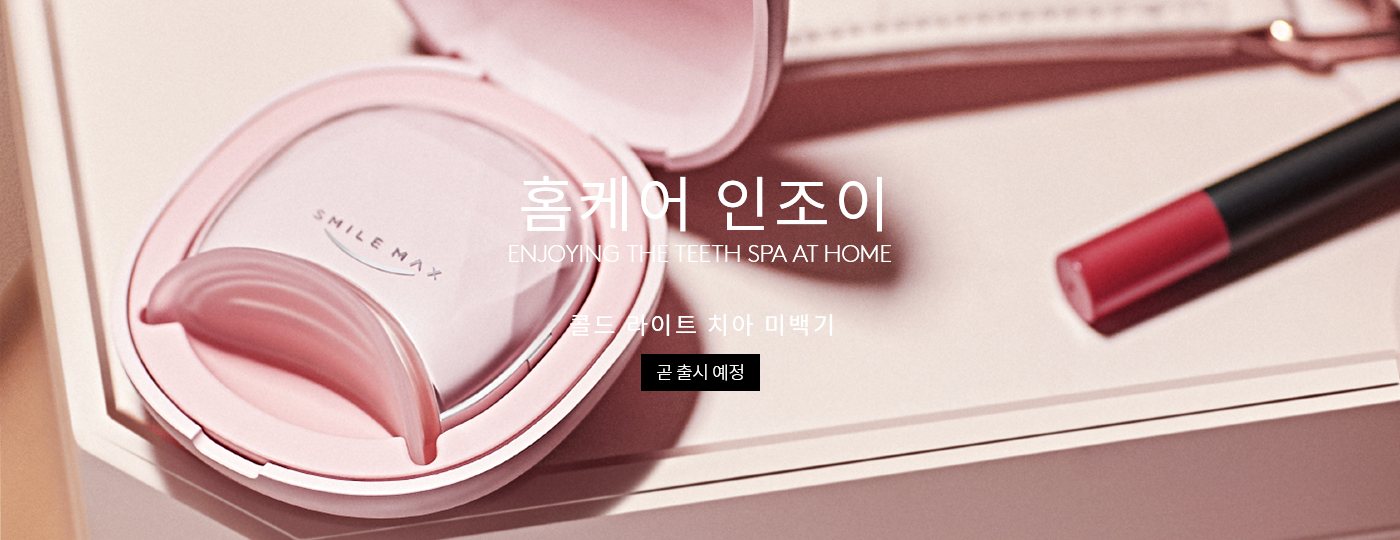 SMILE MAX
홈케어 인조이
ENJOYING THE TEETH SPA AT HOME
콜드 라이트 치아 미백기
곧 출시 예정